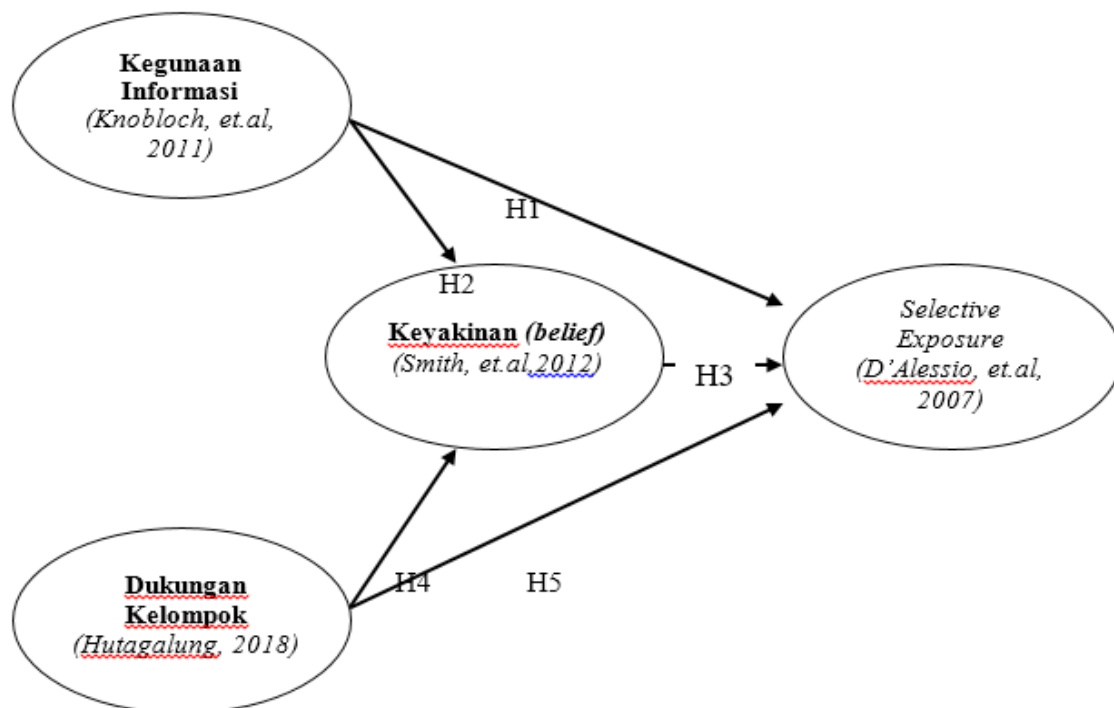 Kegunaan
Informasi
(Knobloch, et.al,
2011)
H1
H2
Keyakinan (belief)
(Smith, et.al,2012)
H3
Selective
Exposure
(D’Alessio, et.al,
2007)
H4
H5
Dukungan
Kelompok
(Hutagalung, 2018)